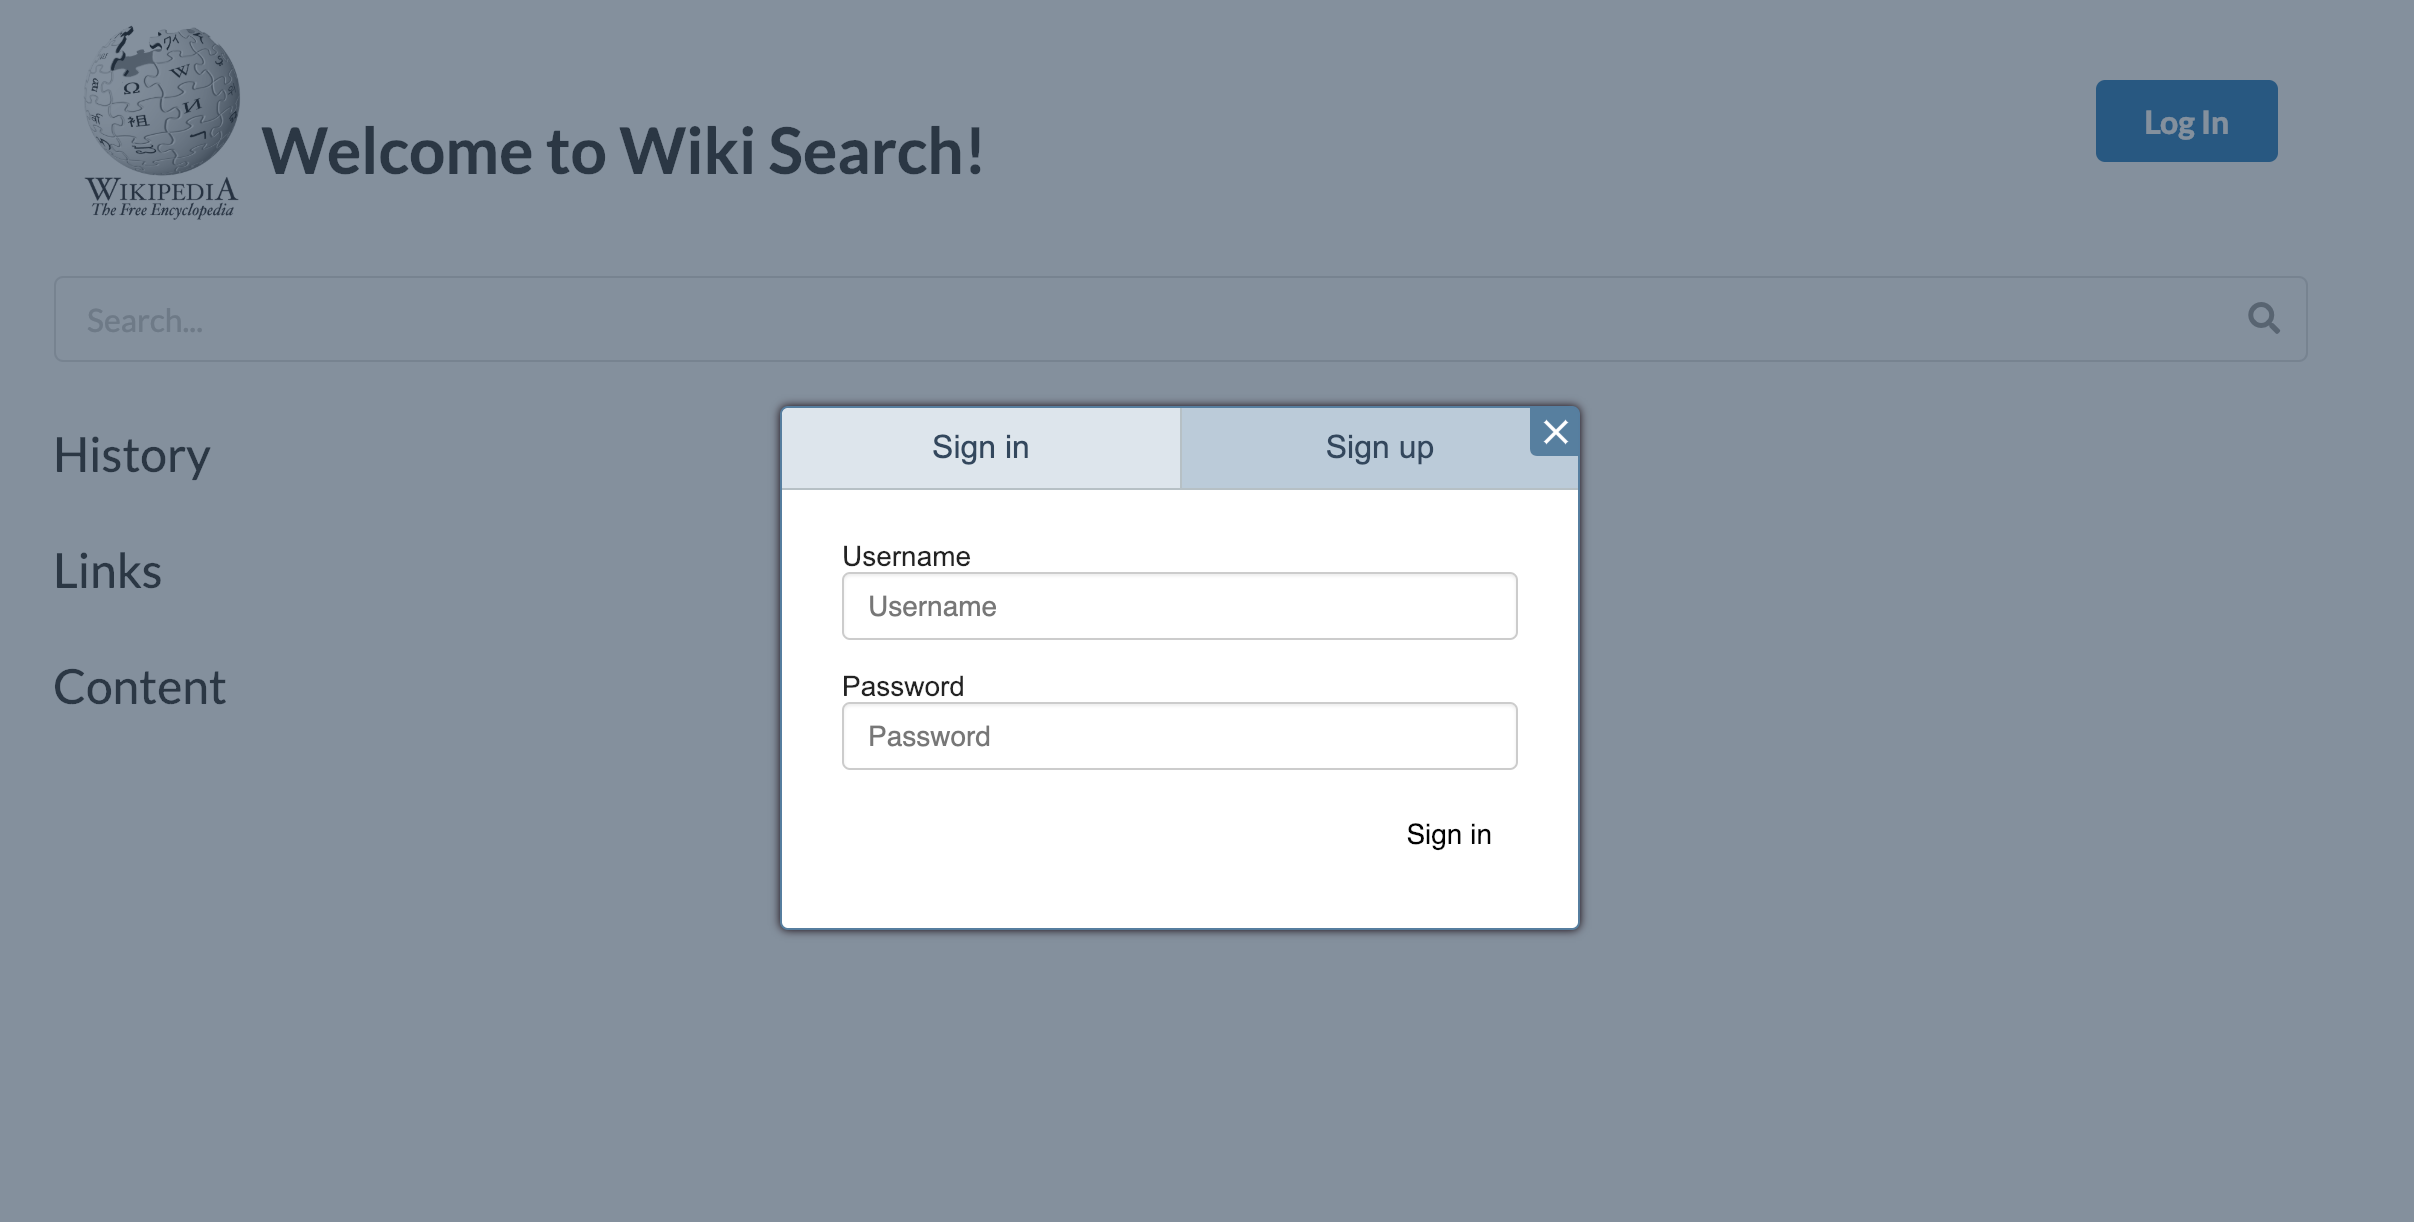 WIKIPEDIA
The Free Encyclopedia
Welcome to Wiki Search!
Log In
Search...
History
Links
Content
Sign in
Sign up
Username
Username
Password
Password
Sign in